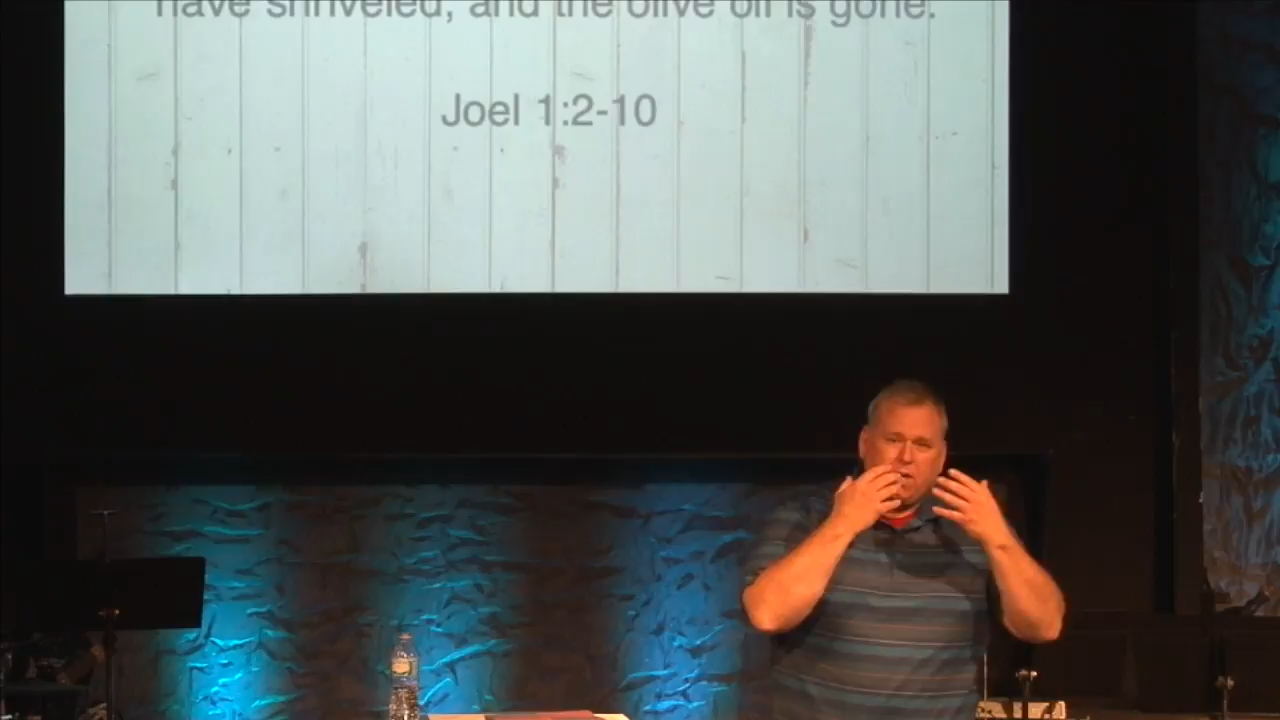 have shriveled, and the olive oil is gone.
Joel 1:2-10